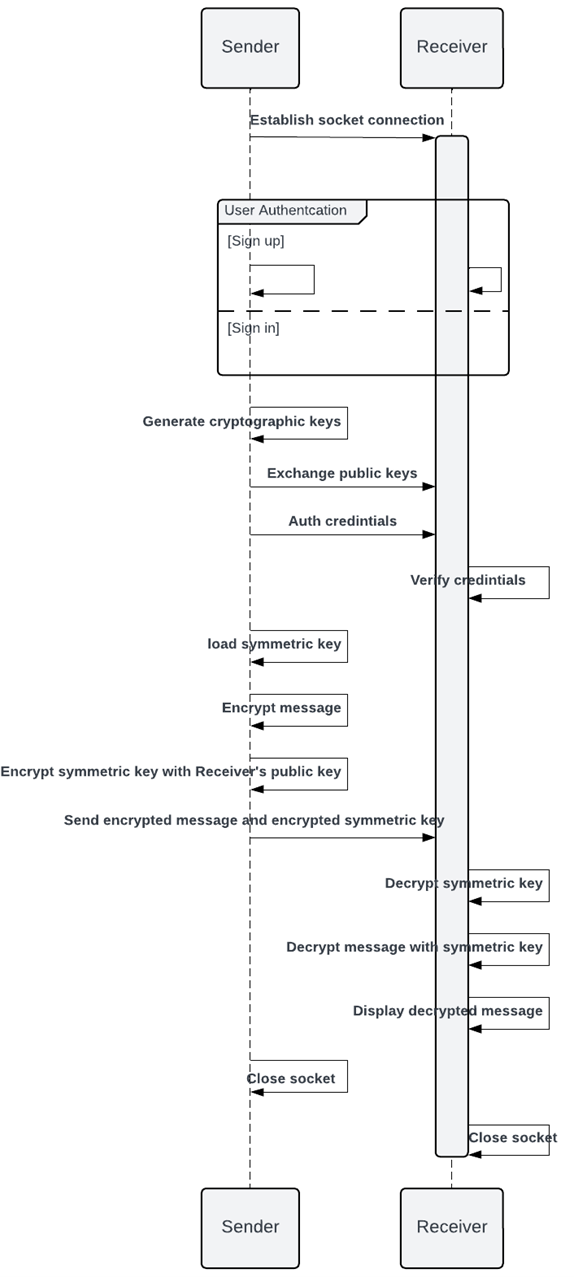 Sender
Receiver
Establish socket connection
User Authentcation
[Sign up]
[Sign in]
Generate cryptographic keys
Exchange public keys
Auth credintials
Verify credintials
load symmetric key
Encrypt message
Encrypt symmetric key with Receiver's public key
Send encrypted message and encrypted symmetric key
Decrypt symmetric key
Decrypt message with symmetric key
Display decrypted message
Close socket
Close socket
Sender
Receiver